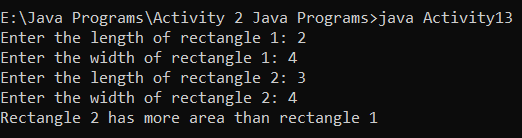 E:\Java Programs\Activity 2 Java Programs>java Activity13
Enter the length of rectangle 1: 2
Enter the width of rectangle 1: 4
Enter the length of rectangle 2: 3
Enter the width of rectangle 2: 4
Rectangle 2 has more area than rectangle 1